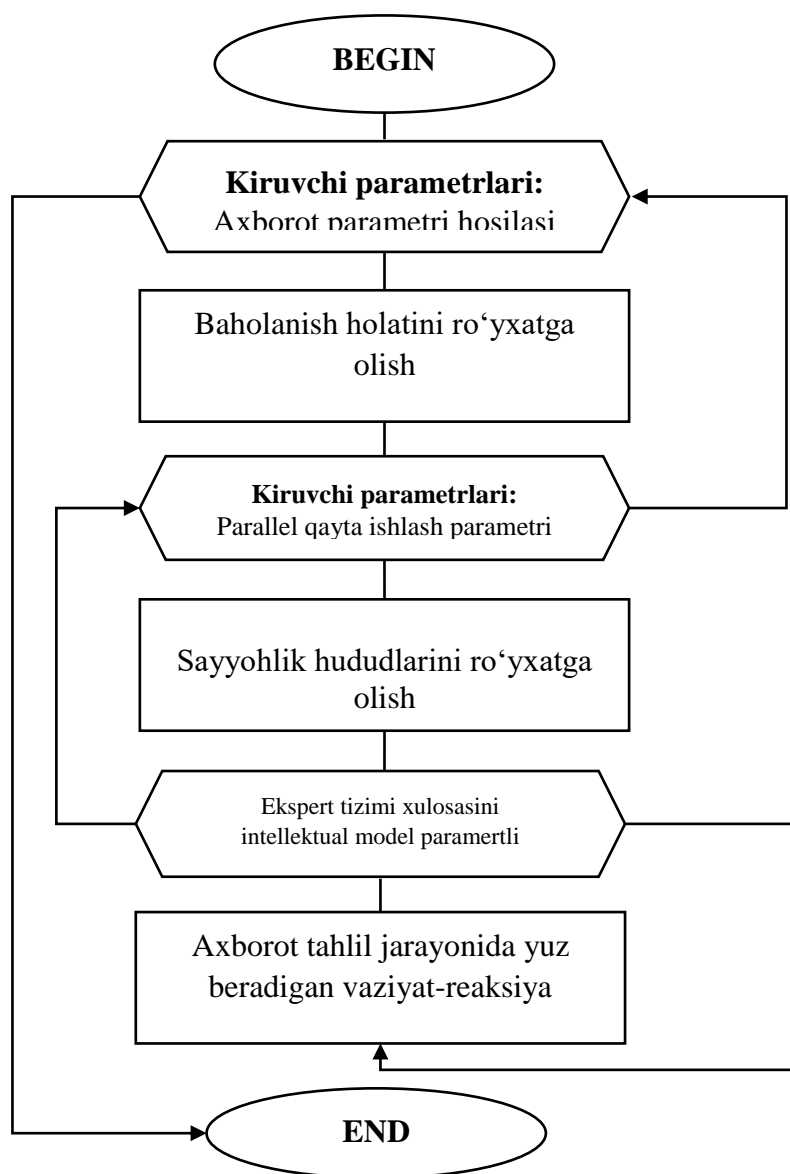 BEGIN
Kiruvchi parametrlari:
Axborot parametri hosilasi
Baholanish holatini ro‘yxatga
olish
Kiruvchi parametrlari:
Parallel qayta ishlash parametri
Sayyohlik hududlarini ro‘yxatga
olish
Ekspert tizimi xulosasini
intellektual model paramertli
Axborot tahlil jarayonida yuz
beradigan vaziyat-reaksiya
END